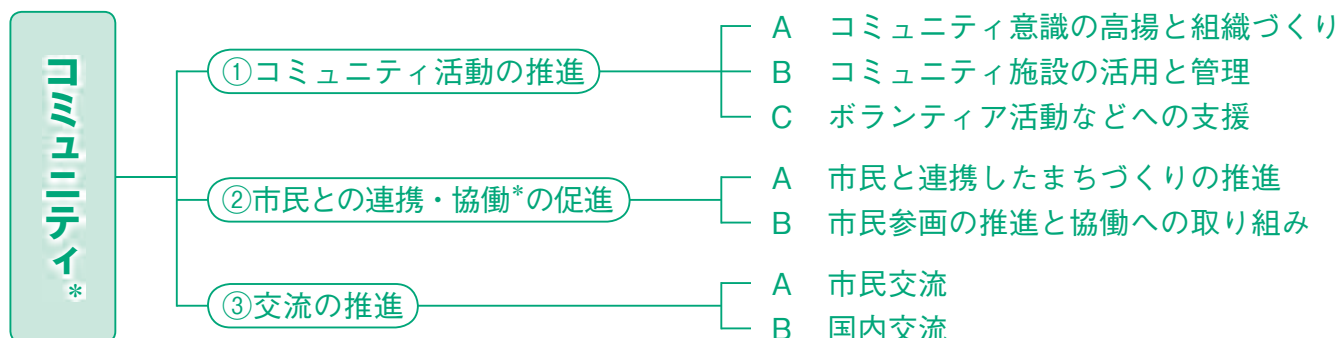 コミュニティ*
①コミュニティ活動の推進
A コミュニティ意識の高揚と組織づくり
B コミュニティ施設の活用と管理
C ボランティア活動などへの支援
②市民との連携・協働*の促進
A 市民と連携したまちづくりの推進
B 市民参画の推進と協働への取り組み
③交流の推進
A 市民交流
B 国内交流